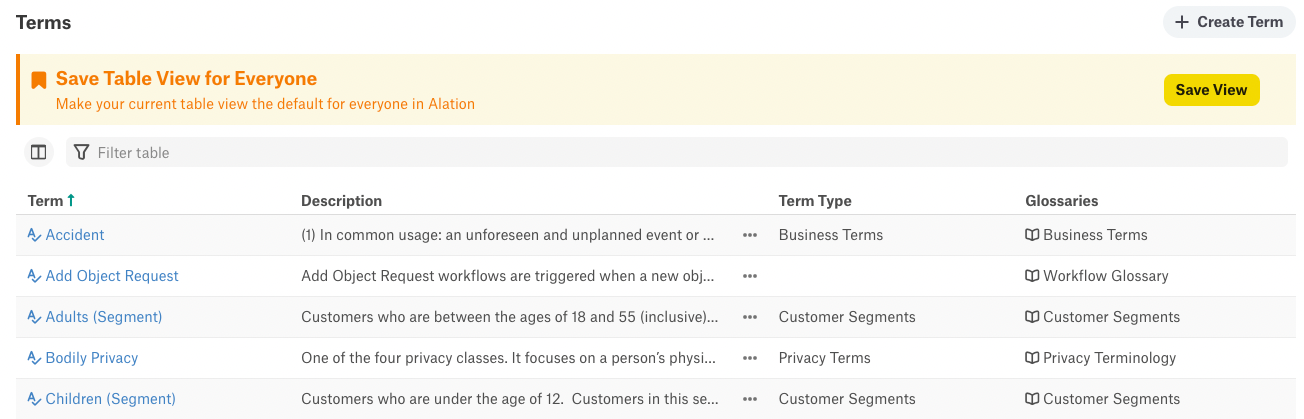 Terms
Create Term
Save Table View for Everyone
Make your current table view the default for everyone in Alation
Save View
Filter table
Term Description Term Type Glossaries
Accident (1) In common usage: an unforeseen and unplanned event or ... Business Terms Business Terms
Add Object Request Add Object Request workflows are triggered when a new obj... Workflow Glossary
Adults (Segment) Customers who are between the ages of 18 and 55 (inclusive)... Customer Segments Customer Segments
Bodily Privacy One of the four privacy classes. It focuses on a person’s physi... Privacy Terms Privacy Terminology
Children (Segment) Customers who are under the age of 12.  Customers in this se... Customer Segments Customer Segments